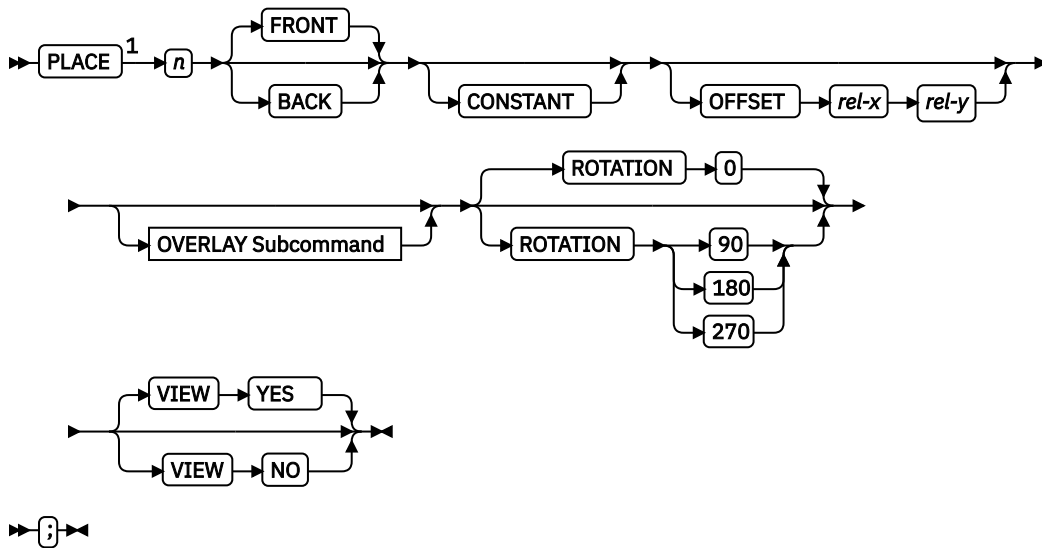 FRONT
PLACE 1 n
BACK
CONSTANT
OFFSET rel-x rel-y
ROTATION 0
OVERLAY Subcommand
ROTATION 90
180
270
VIEW YES
VIEW NO
;